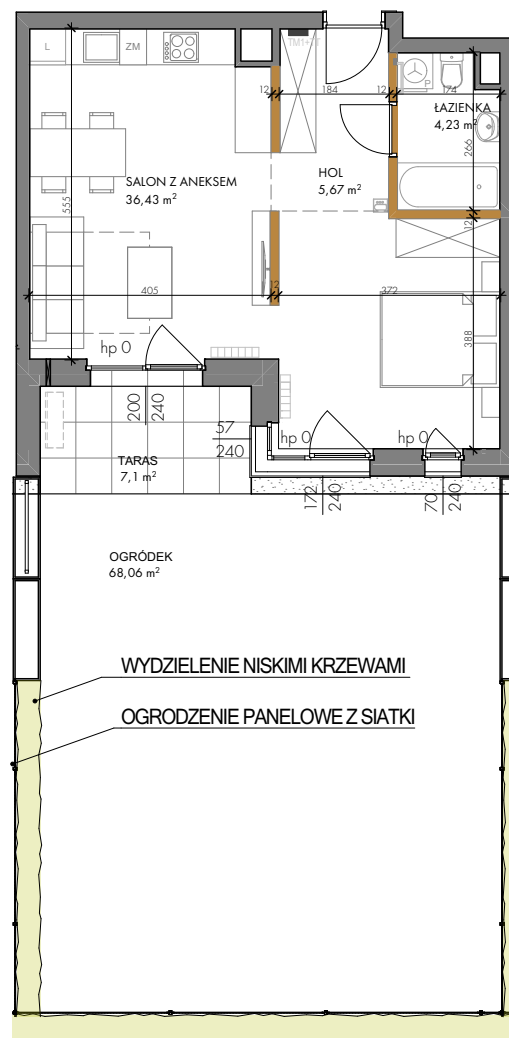 L
ZM
TM1+TT
P
12
184
12
174
ŁAZIENKA
4,23 m²
266
HOL
5,67 m²
SALON Z ANEKSEM
36,43 m²
555
12
405
12
372
388
hp 0
200
240
57
240
hp 0
hp 0
TARAS
7,1 m²
172
240
70
240
OGRÓDEK
68,06 m²
WYDZIELENIE NISKIMI KRZEWAMI
OGRODZENIE PANELOWE Z SIATKI